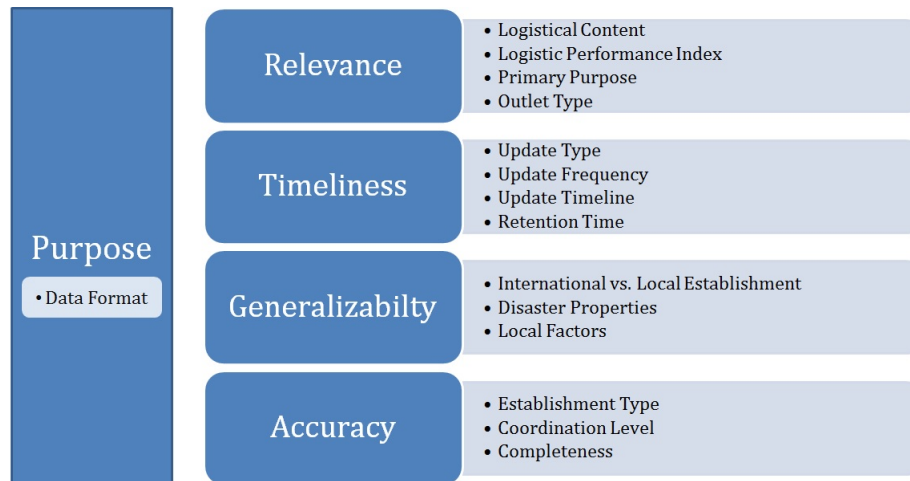 Purpose
• Data Format
Relevance
• Logistical Content
• Logistic Performance Index
• Primary Purpose
• Outlet Type
Timeliness
• Update Type
• Update Frequency
• Update Timeline
• Retention Time
Generalizabilty
• International vs. Local Establishment
• Disaster Properties
• Local Factors
Accuracy
• Establishment Type
• Coordination Level
• Completeness